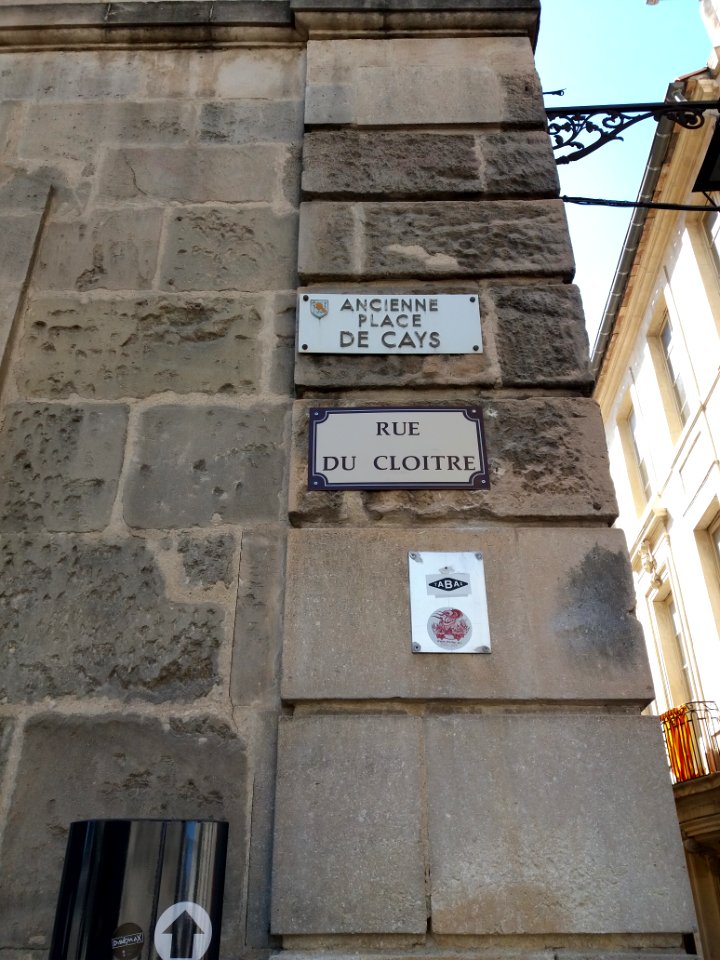 ANCIENNE
PLACE
DE CAYS
RUE
DU CLOITRE
ABA